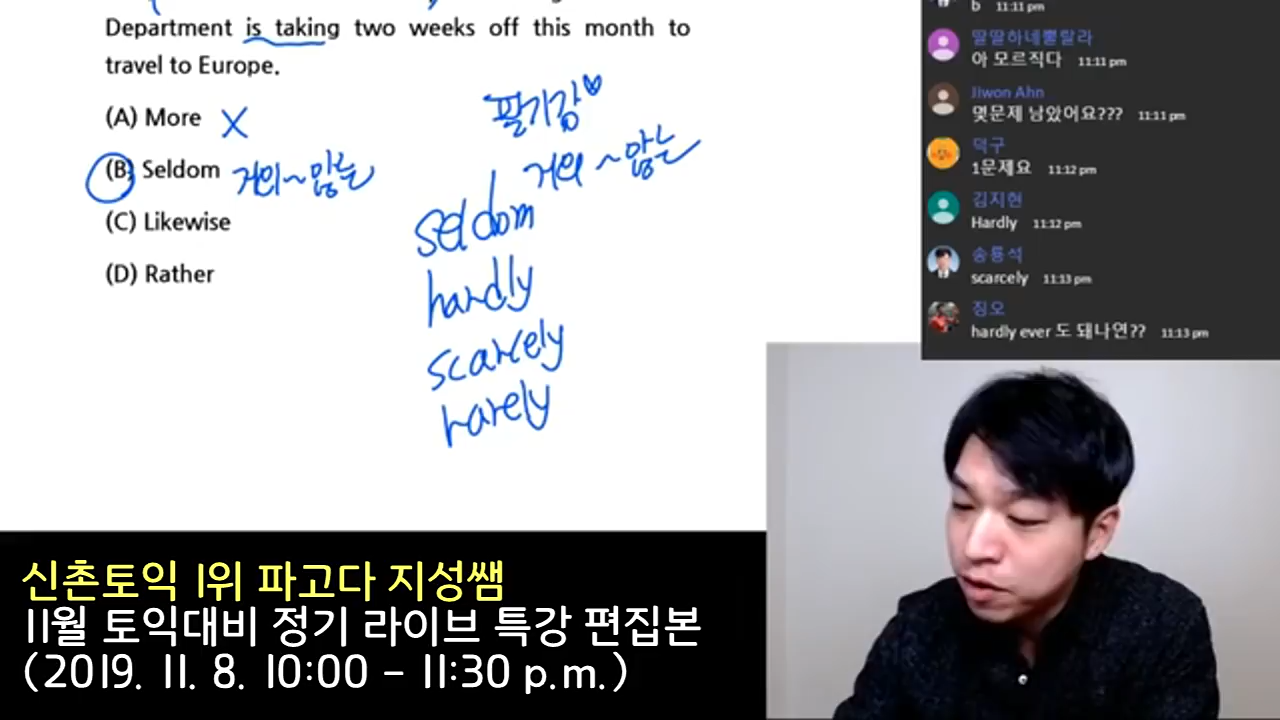 Department is taking two weeks off this month to
travel to Europe.
(A) More X
(B) Seldom 거의~않는
(C) Likewise
(D) Rather
필기감♡
거의 ~않는
seldom
hardly
scarcely
rarely
b 11:11 pm
딸딸하네뿔랄라
아 모르직다 11:11 pm
Jiwon Ahn
몇문제 남았어요??? 11:11 pm
덕구
1문제요 11:12 pm
김지현
Hardly 11:12 pm
송룡석
scarcely 11:13 pm
징오
hardly ever 도 돼나연?? 11:13 pm
신촌토익 1위 파고다 지성쌤
11월 토익대비 정기 라이브 특강 편집본
(2019. 11. 8. 10:00 - 11:30 p.m.)